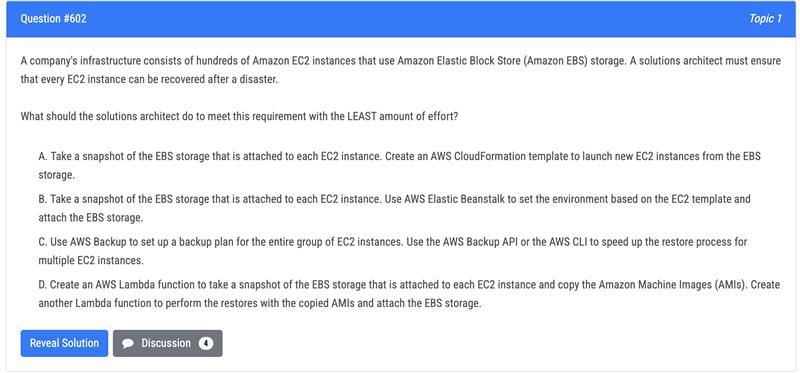 Question #602
Topic 1
A company's infrastructure consists of hundreds of Amazon EC2 instances that use Amazon Elastic Block Store (Amazon EBS) storage. A solutions architect must ensure
that every EC2 instance can be recovered after a disaster.
What should the solutions architect do to meet this requirement with the LEAST amount of effort?
A. Take a snapshot of the EBS storage that is attached to each EC2 instance. Create an AWS CloudFormation template to launch new EC2 instances from the EBS
storage.
B. Take a snapshot of the EBS storage that is attached to each EC2 instance. Use AWS Elastic Beanstalk to set the environment based on the EC2 template and
attach the EBS storage.
C. Use AWS Backup to set up a backup plan for the entire group of EC2 instances. Use the AWS Backup API or the AWS CLI to speed up the restore process for
multiple EC2 instances.
D. Create an AWS Lambda function to take a snapshot of the EBS storage that is attached to each EC2 instance and copy the Amazon Machine Images (AMIs). Create
another Lambda function to perform the restores with the copied AMIs and attach the EBS storage.
Reveal Solution
Discussion 4